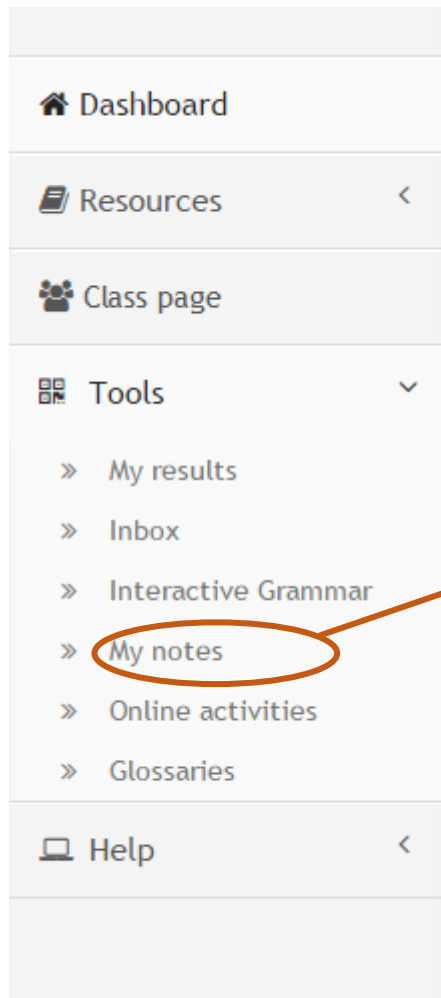 Dashboard
Resources
Class page
Tools
My results
Inbox
Interactive Grammar
My notes
Online activities
Glossaries
Help